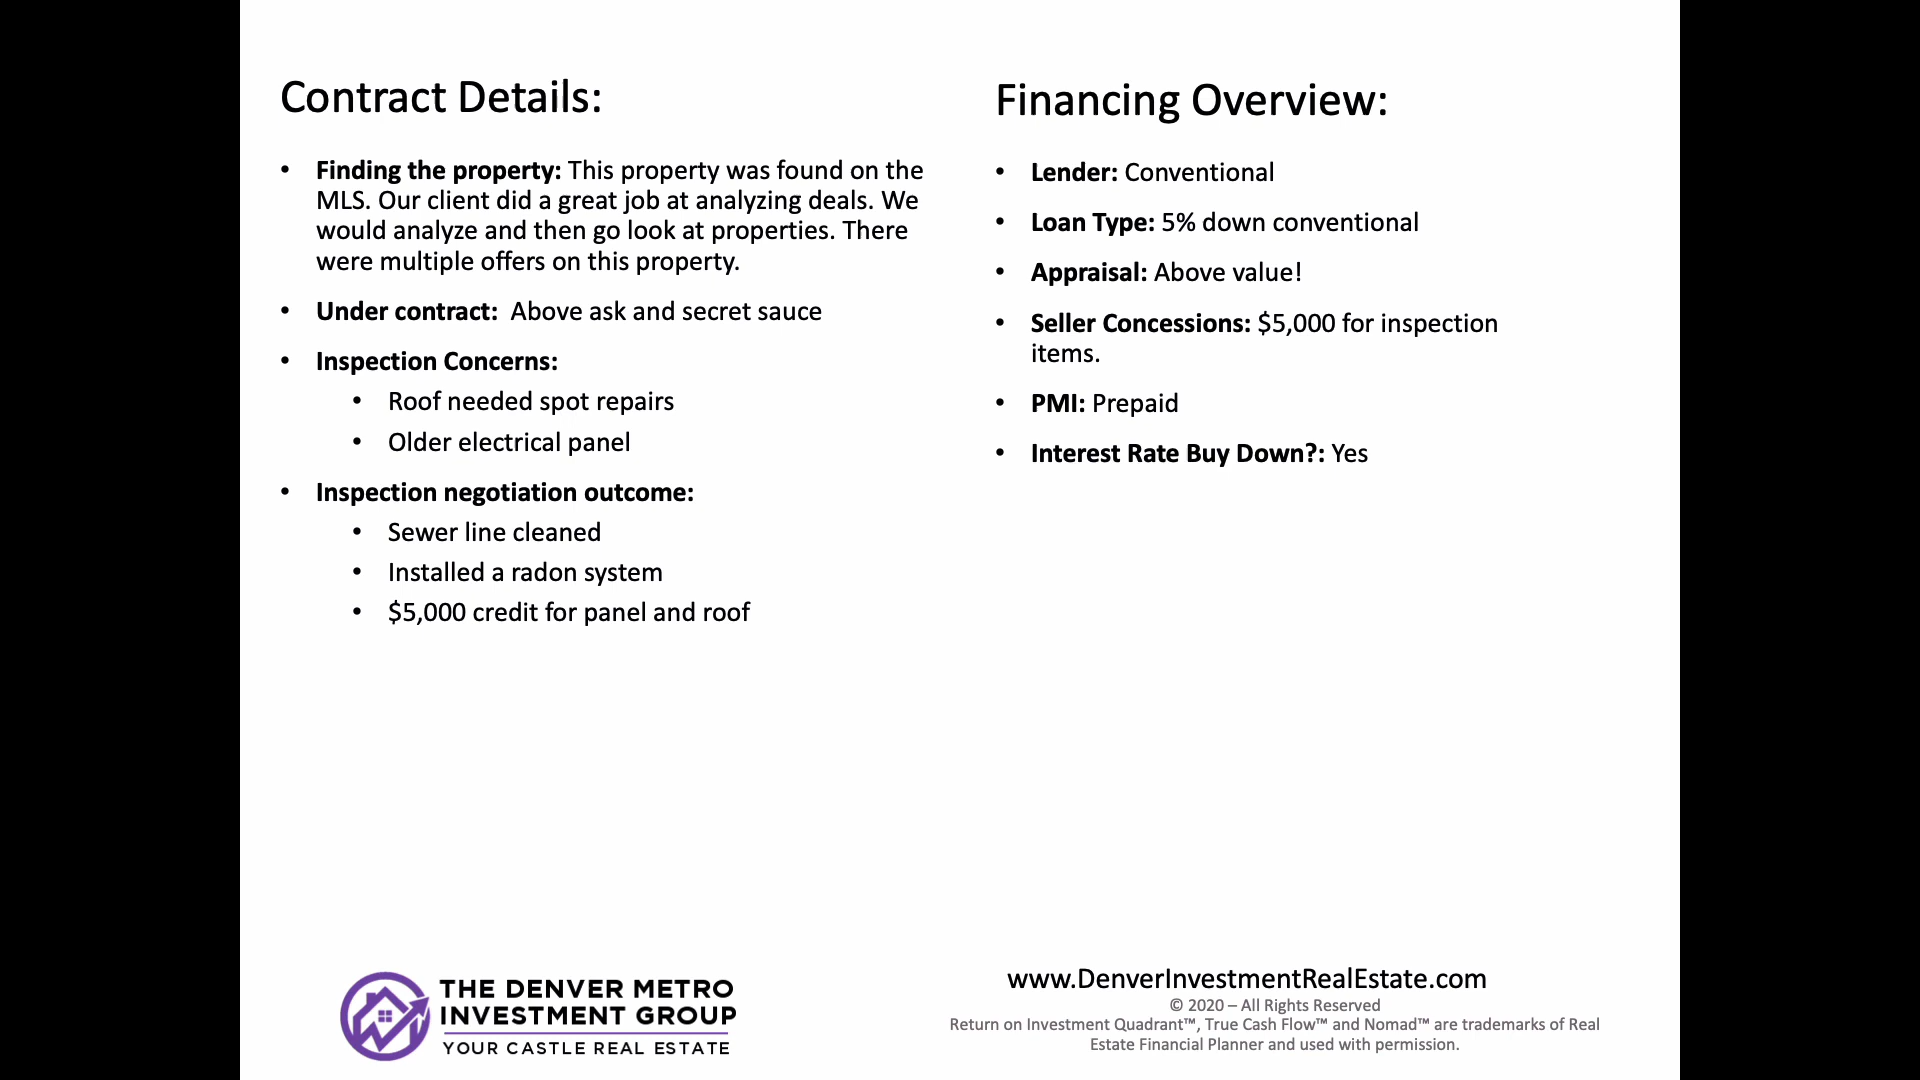 Contract Details:
• Finding the property: This property was found on the
MLS. Our client did a great job at analyzing deals. We
would analyze and then go look at properties. There
were multiple offers on this property.
• Under contract:  Above ask and secret sauce
• Inspection Concerns:
• Roof needed spot repairs
• Older electrical panel
• Inspection negotiation outcome:
• Sewer line cleaned
• Installed a radon system
• $5,000 credit for panel and roof
Financing Overview:
• Lender: Conventional
• Loan Type: 5% down conventional
• Appraisal: Above value!
• Seller Concessions: $5,000 for inspection
items.
• PMI: Prepaid
• Interest Rate Buy Down?: Yes
THE DENVER METRO
INVESTMENT GROUP
YOUR CASTLE REAL ESTATE
www.DenverInvestmentRealEstate.com
© 2020 – All Rights Reserved
Return on Investment Quadrant™, True Cash Flow™ and Nomad™ are trademarks of Real
Estate Financial Planner and used with permission.